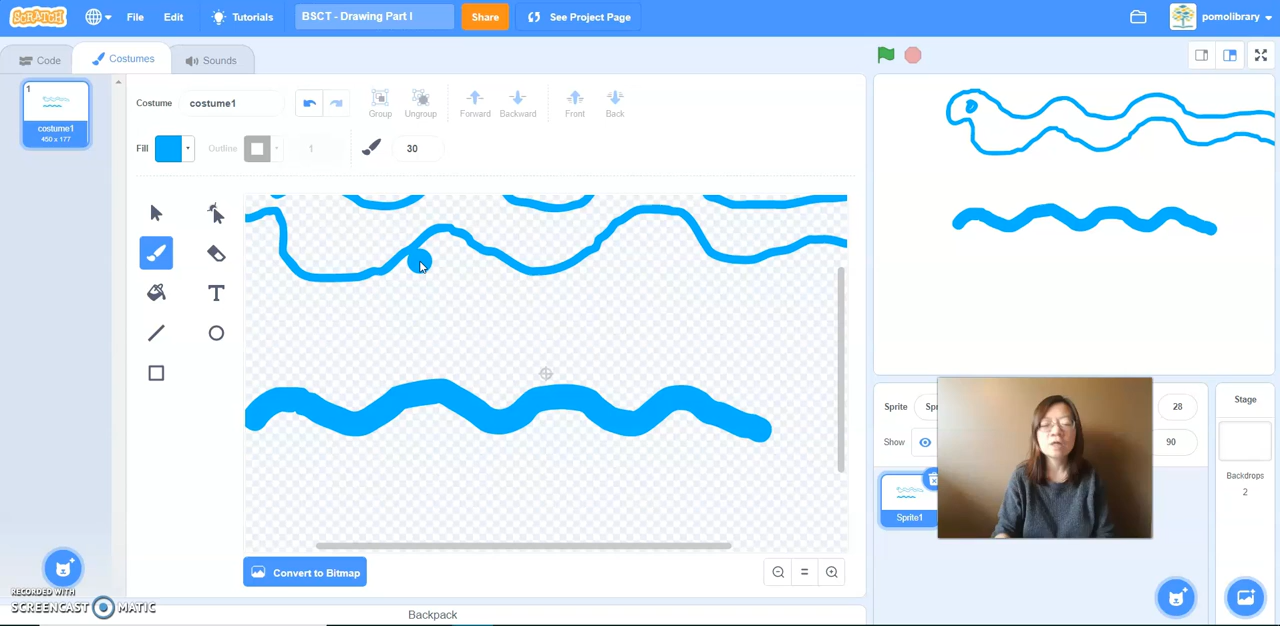 SCRATCH File Edit Tutorials BSCT - Drawing Part I Share See Project Page pomolibrary
Code Costumes Sounds
1
costume1
450 x 177
Costume costume1 Group Ungroup Forward Backward Front Back
Fill Outline 1 30
Convert to Bitmap
Backpack
Sprite Spr 28
Show 90
Sprite1
Stage
Backdrops
2
RECORDED WITH
SCREENCAST MATIC